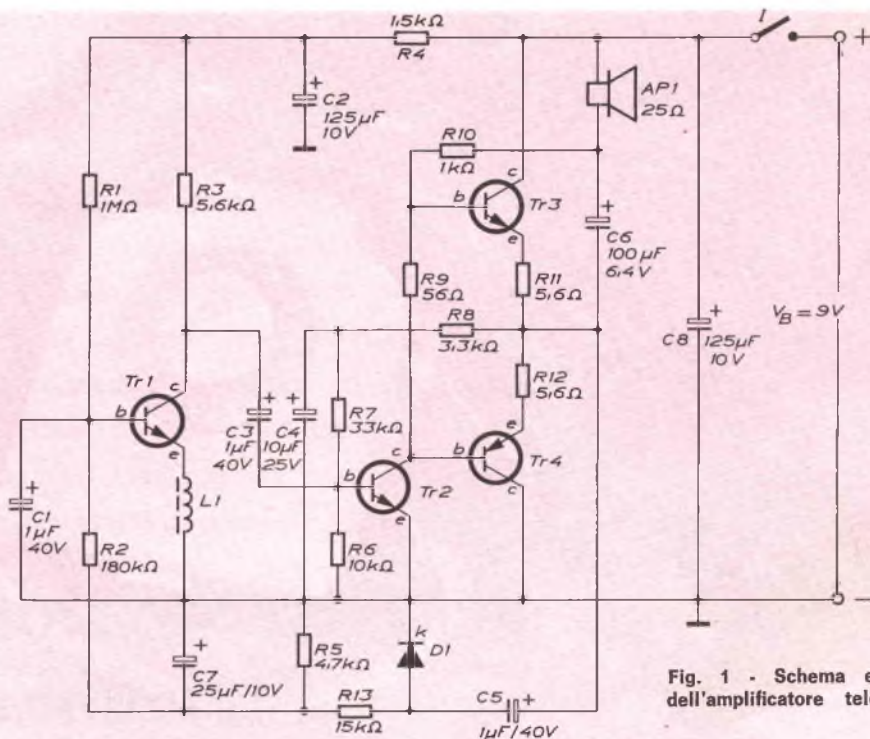 1,5kΩ
R4
I
+
+
C2
125µF
10V
AP1
25Ω
R10
1kΩ
R1
1MΩ
R3
5,6kΩ
c
b
Tr3
e
+
C6
100µF
6,4V
R9
56Ω
R11
5,6Ω
R8
3,3kΩ
+
C8
125µF
10V
VB=9V
Tr1
c
b
e
+
C3
1µF
40V
+
C4
10µF
25V
R7
33kΩ
R12
5,6Ω
c
b
Tr2
e
e
b
Tr4
c
L1
+
C1
1µF
40V
R2
180kΩ
R6
10kΩ
-
+
C7
25µF/10V
R5
4,7kΩ
k
D1
R13
15kΩ
C5
+
1µF/40V
Fig. 1 - Schema e
dell'amplificatore tele